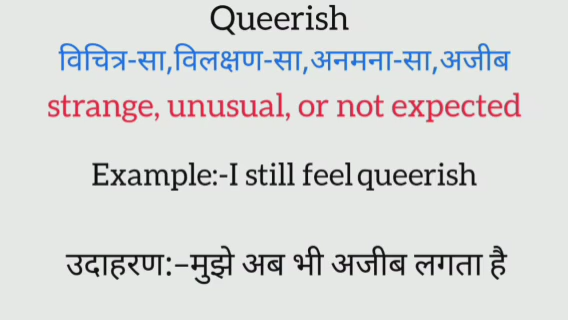 Queerish
विचित्र-सा,विलक्षण-सा,अनमना-सा,अजीब
strange, unusual, or not expected
Example:-I still feel queerish
उदाहरण:–मुझे अब भी अजीब लगता है